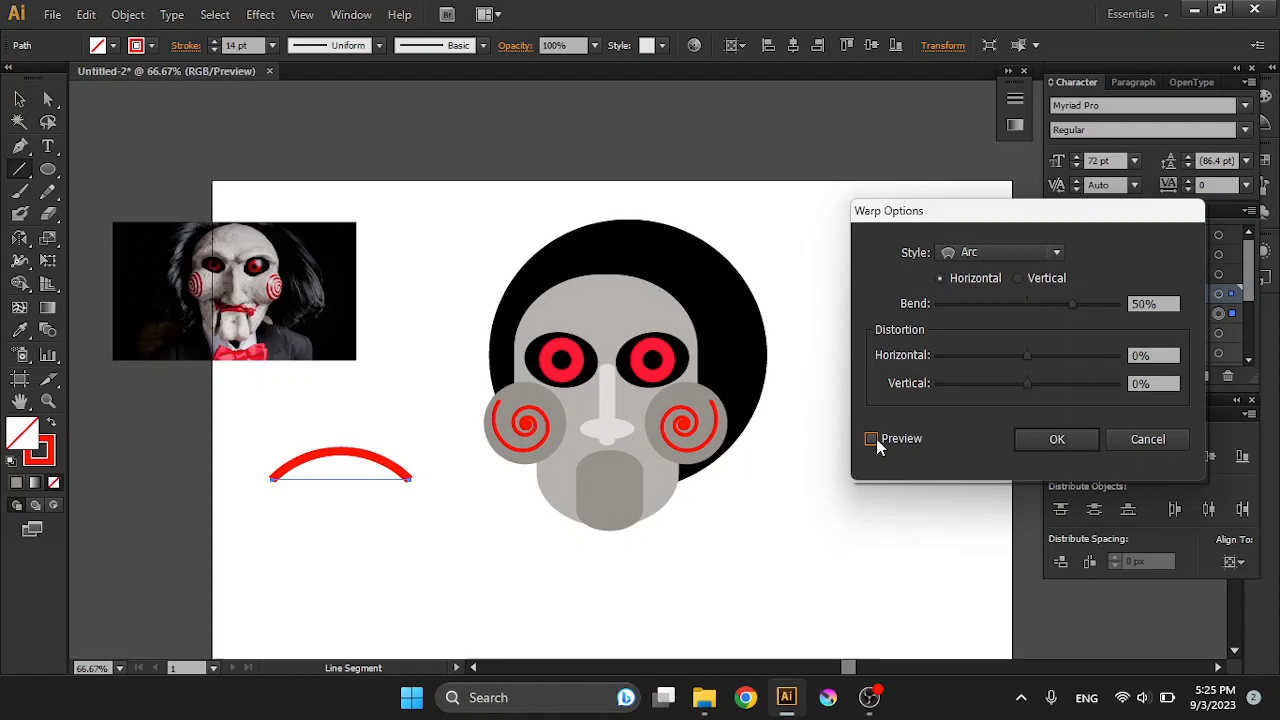 Ai File Edit Object Type Select Effect View Window Help Br Essentials
Path Stroke: 14 pt Uniform Basic Opacity: 100% Style: Transform
Untitled-2* @ 66.67% (RGB/Preview)
Character Paragraph OpenType
Myriad Pro
Regular
72 pt (86.4 pt)
Auto 0
Warp Options
Style: Arc
Horizontal Vertical
Bend: 50%
Distortion
Horizontal: 0%
Vertical: 0%
Preview OK Cancel
Distribute Objects:
Distribute Spacing: Align To:
0 px
66.67% 1 Line Segment
Search Ai ENG 5:25 PM
9/3/2023 2